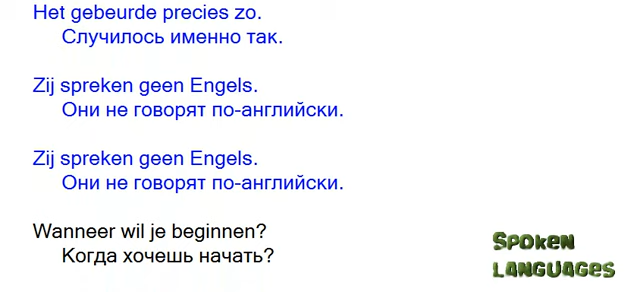 Het gebeurde precies zo.
Случилось именно так.
Zij spreken geen Engels.
Они не говорят по-английски.
Zij spreken geen Engels.
Они не говорят по-английски.
Wanneer wil je beginnen?
Когда хочешь начать?
SPOKEN
LANGUAGES